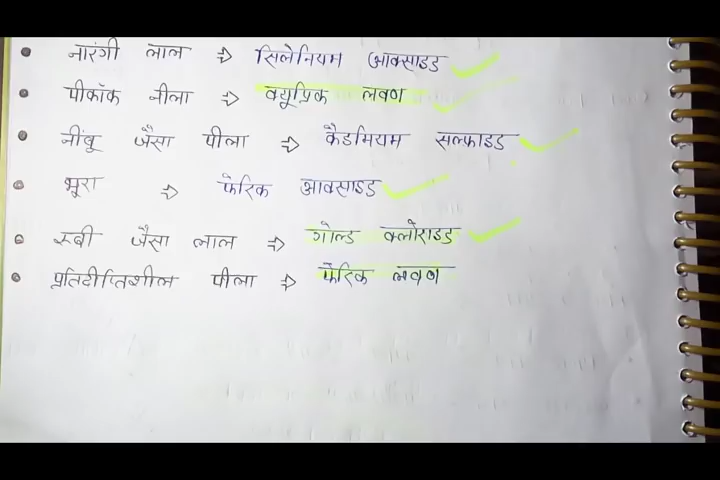 • नारंगी लाल ⇒ सिलेनियम आक्साइड
• पीकॉक नीला ⇒ क्यूप्रिक लवण
• नींबू जैसा पीला ⇒ कैडमियम सल्फाइड
• भूरा ⇒ फेरिक आक्साइड
• रूबी जैसा लाल ⇒ गोल्ड क्लोराइड
• प्रतिदीप्तिशील पीला ⇒ फेरिक लवण